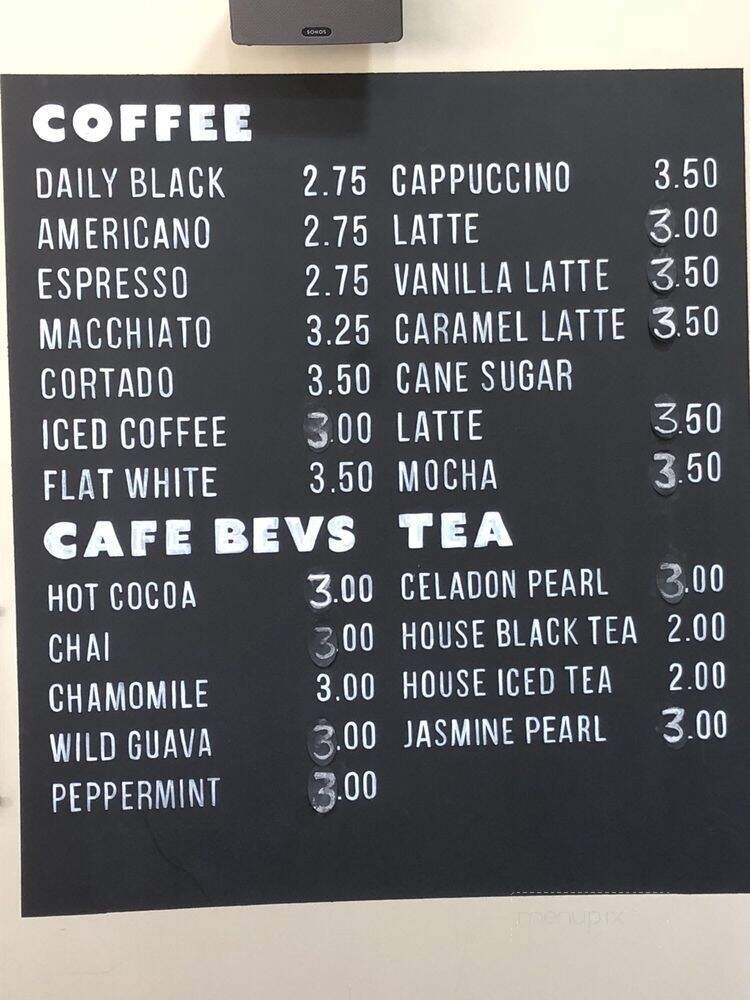 SONOS
COFFEE
DAILY BLACK 2.75
AMERICANO 2.75
ESPRESSO 2.75
MACCHIATO 3.25
CORTADO 3.50
ICED COFFEE 3.00
FLAT WHITE 3.50
CAPPUCCINO 3.50
LATTE 3.00
VANILLA LATTE 3.50
CARAMEL LATTE 3.50
CANE SUGAR
LATTE 3.50
MOCHA 3.50
CAFE BEVS
HOT COCOA 3.00
CHAI 3.00
CHAMOMILE 3.00
WILD GUAVA 3.00
PEPPERMINT 3.00
TEA
CELADON PEARL 3.00
HOUSE BLACK TEA 2.00
HOUSE ICED TEA 2.00
JASMINE PEARL 3.00
menupix